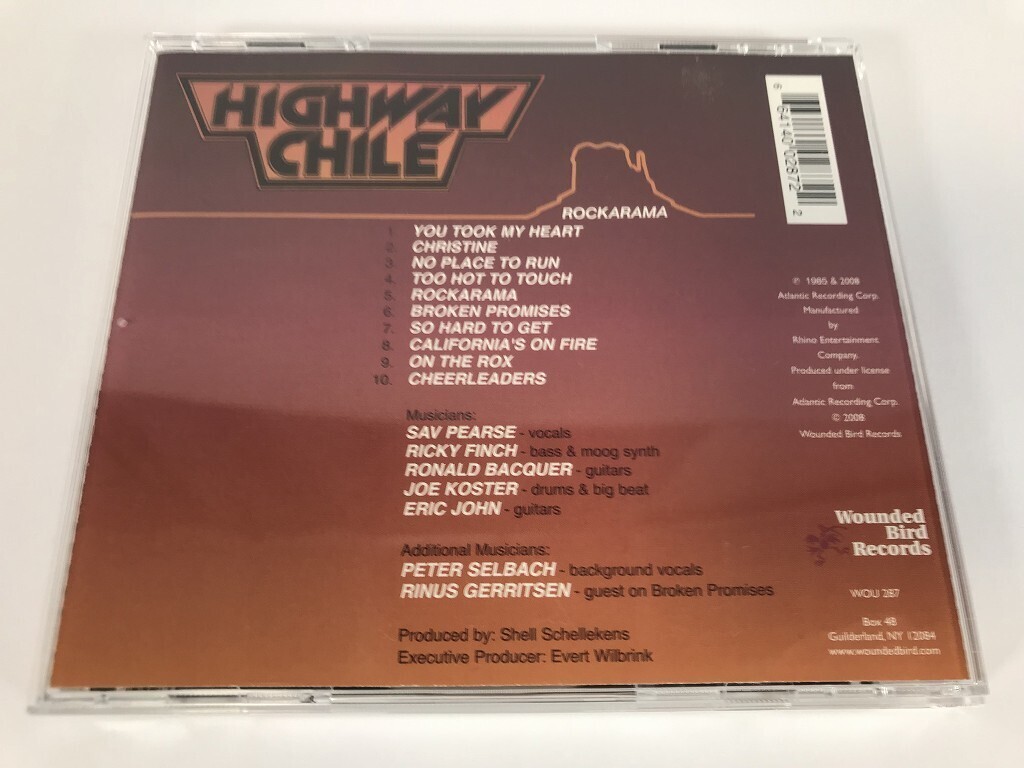 HIGHWAY
CHILE
ROCKARAMA
1. YOU TOOK MY HEART
2. CHRISTINE
3. NO PLACE TO RUN
4. TOO HOT TO TOUCH
5. ROCKARAMA
6. BROKEN PROMISES
7. SO HARD TO GET
8. CALIFORNIA'S ON FIRE
9. ON THE ROX
10. CHEERLEADERS
Musicians:
SAV PEARSE - vocals
RICKY FINCH - bass & moog synth
RONALD BACQUER - guitars
JOE KOSTER - drums & big beat
ERIC JOHN - guitars
Additional Musicians:
PETER SELBACH - background vocals
RINUS GERRITSEN - guest on Broken Promises
Produced by: Shell Schellekens
Executive Producer: Evert Wilbrink
6 64140 02872 2
℗ 1985 & 2008
Atlantic Recording Corp.
Manufactured
by
Rhino Entertainment
Company.
Produced under license
from
Atlantic Recording Corp.
© 2008
Wounded Bird Records
Wounded
Bird
Records
WOU 287
Box 48
Guilderland, NY 12084
www.woundedbird.com